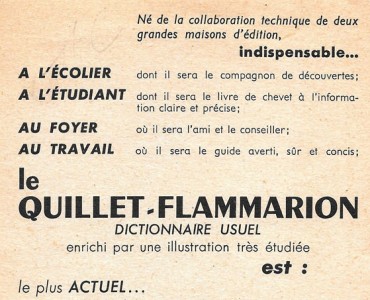 Né de la collaboration technique de deux
grandes maisons d'édition,
indispensable...
A L'ÉCOLIER dont il sera le compagnon de découvertes;
A L'ÉTUDIANT dont il sera le livre de chevet à l'informa-
tion claire et précise;
AU FOYER où il sera l'ami et le conseiller;
AU TRAVAIL où il sera le guide averti, sûr et concis;
le
QUILLET-FLAMMARION
DICTIONNAIRE USUEL
enrichi par une illustration très étudiée
est :
le plus ACTUEL...